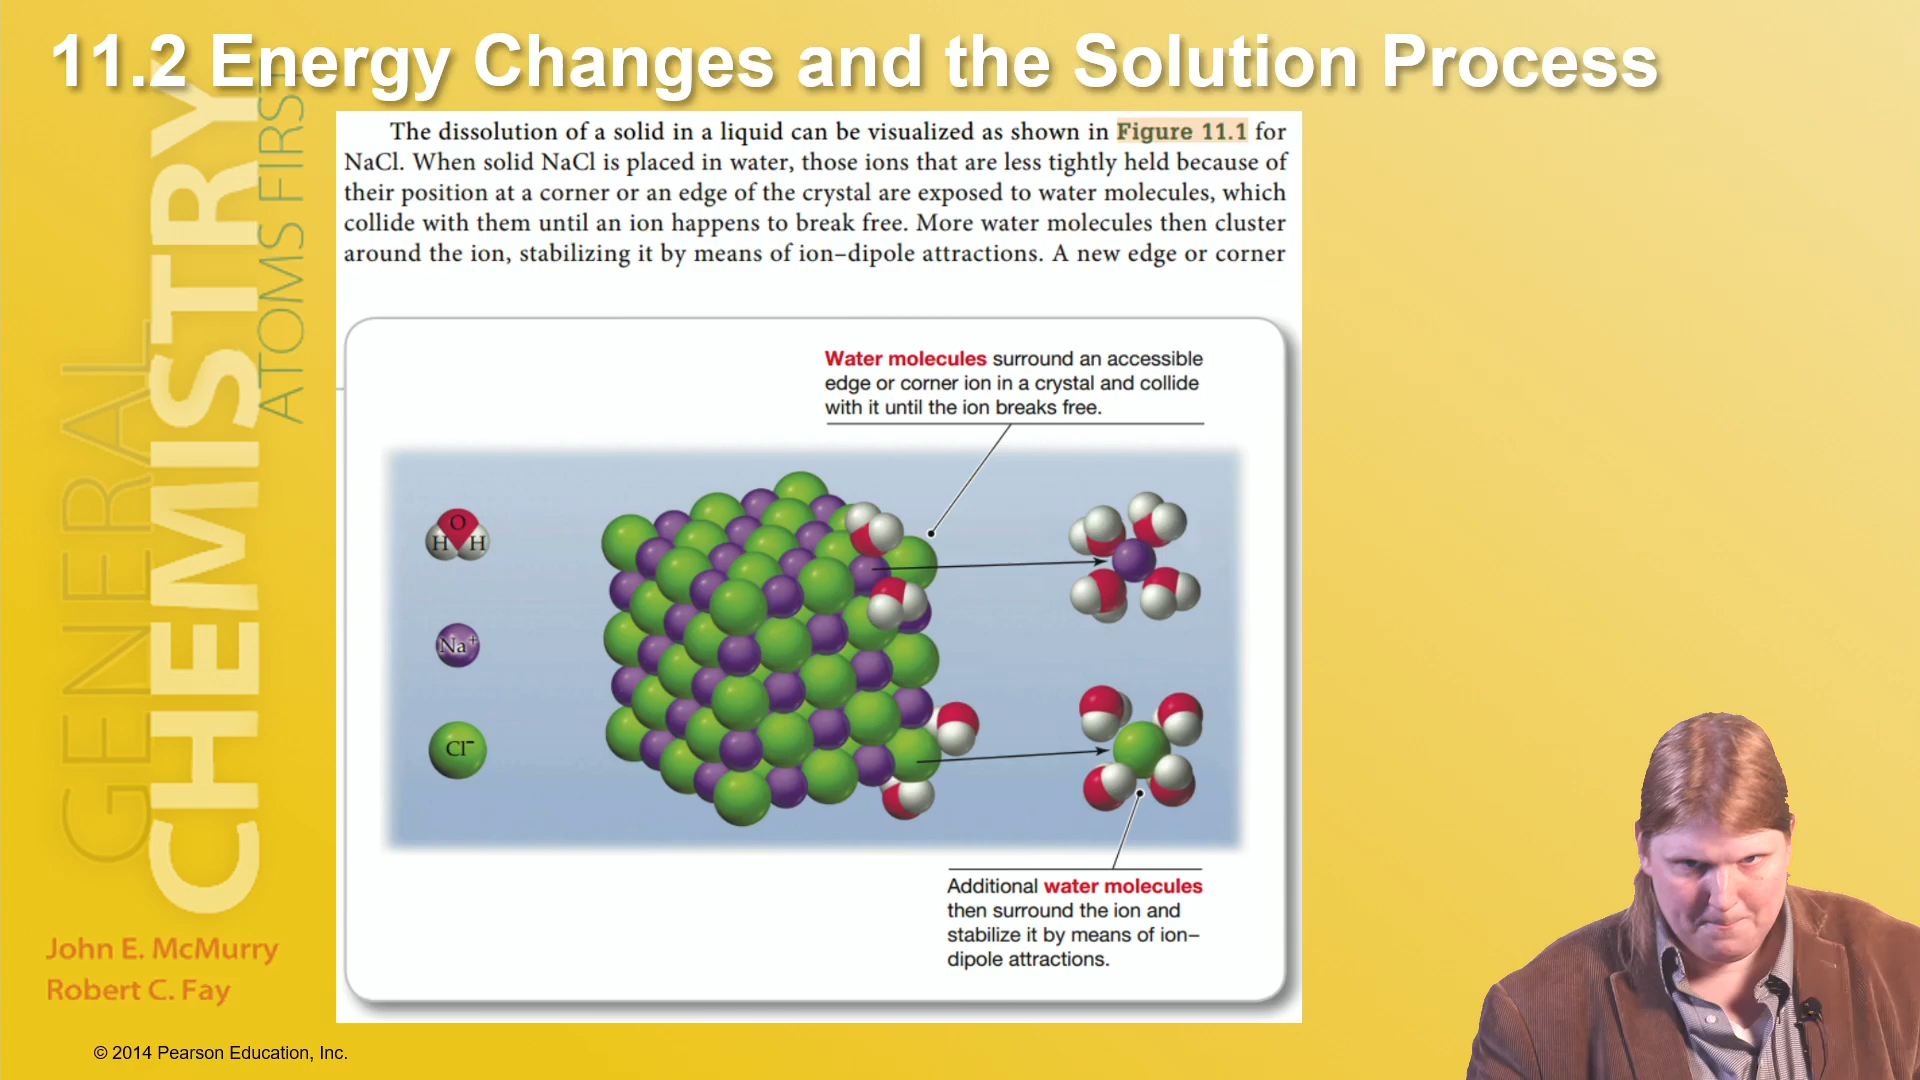 11.2 Energy Changes and the Solution Process
GENERAL
CHEMISTRY
ATOMS FIRST
John E. McMurry
Robert C. Fay
The dissolution of a solid in a liquid can be visualized as shown in Figure 11.1 for
NaCl. When solid NaCl is placed in water, those ions that are less tightly held because of
their position at a corner or an edge of the crystal are exposed to water molecules, which
collide with them until an ion happens to break free. More water molecules then cluster
around the ion, stabilizing it by means of ion–dipole attractions. A new edge or corner
Water molecules surround an accessible
edge or corner ion in a crystal and collide
with it until the ion breaks free.
O
H H
Na⁺
Cl⁻
Additional water molecules
then surround the ion and
stabilize it by means of ion–
dipole attractions.
© 2014 Pearson Education, Inc.